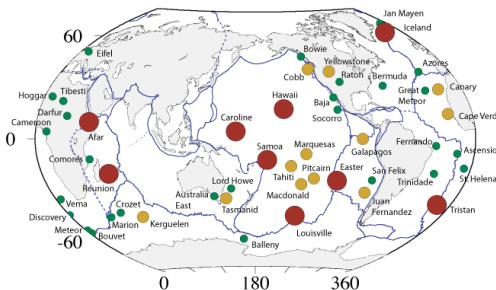 Jan Mayen
60
Iceland
Eifel
Bowie
Yellowstone
Azores
Cobb
Ratoh
Bermuda
Canary
Hoggar
Tibesti
Hawaii
Baja
Great
Meteor
Darfur
Socorro
Cape Verde
Cameroon
Caroline
0
Afar
Samoa
Marquesas
Galapagos
Fernando
Ascension
Comores
Pitcairn
Easter
San Felix
St. Helena
Tahiti
Réunion
Lord Howe
Macdonald
Trinidade
Verna
Crozet
Australia
East
Tasmanid
Juan
Fernandez
Tristan
Discovery
Marion
Kerguelen
Louisville
Meteor
-60
Bouvet
Balleny
0
180
360